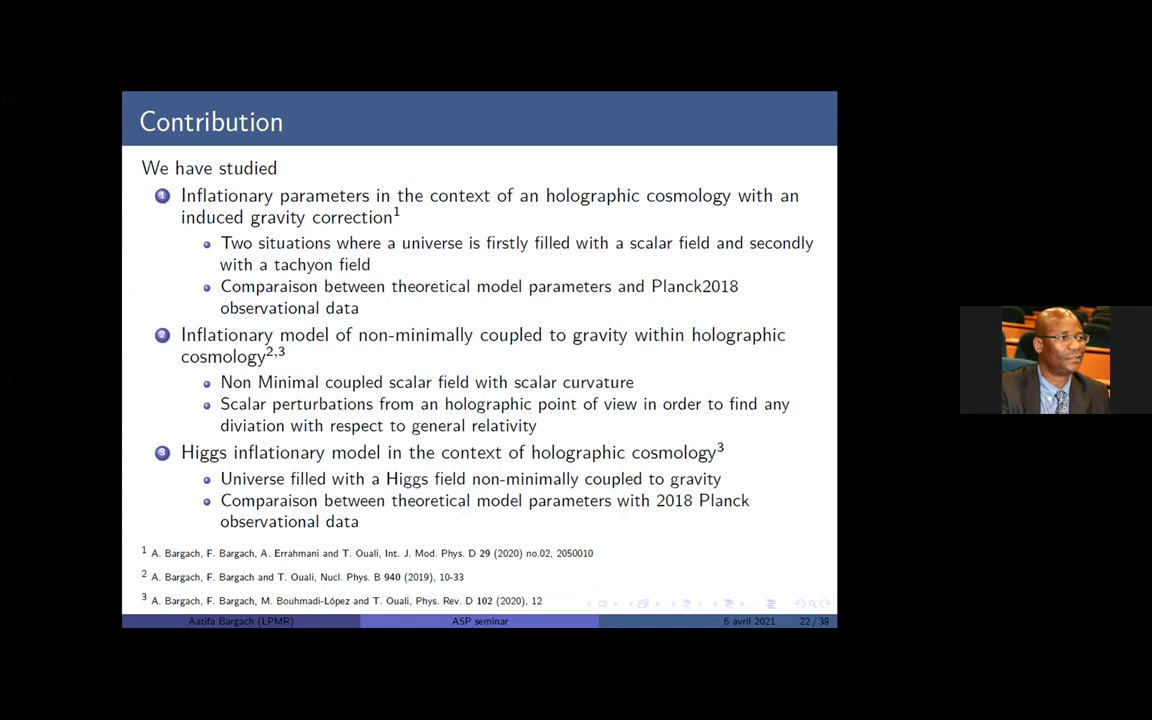 Contribution
We have studied
1 Inflationary parameters in the context of an holographic cosmology with an
induced gravity correction1
Two situations where a universe is firstly filled with a scalar field and secondly
with a tachyon field
Comparaison between theoretical model parameters and Planck2018
observational data
2 Inflationary model of non-minimally coupled to gravity within holographic
cosmology2,3
Non Minimal coupled scalar field with scalar curvature
Scalar perturbations from an holographic point of view in order to find any
diviation with respect to general relativity
3 Higgs inflationary model in the context of holographic cosmology3
Universe filled with a Higgs field non-minimally coupled to gravity
Comparaison between theoretical model parameters with 2018 Planck
observational data
1 A. Bargach, F. Bargach, A. Errahmani and T. Ouali, Int. J. Mod. Phys. D 29 (2020) no.02, 2050010
2 A. Bargach, F. Bargach and T. Ouali, Nucl. Phys. B 940 (2019), 10-33
3 A. Bargach, F. Bargach, M. Bouhmadi-López and T. Ouali, Phys. Rev. D 102 (2020), 12
Aatifa Bargach (LPMR) ASP seminar 6 avril 2021 22 / 38